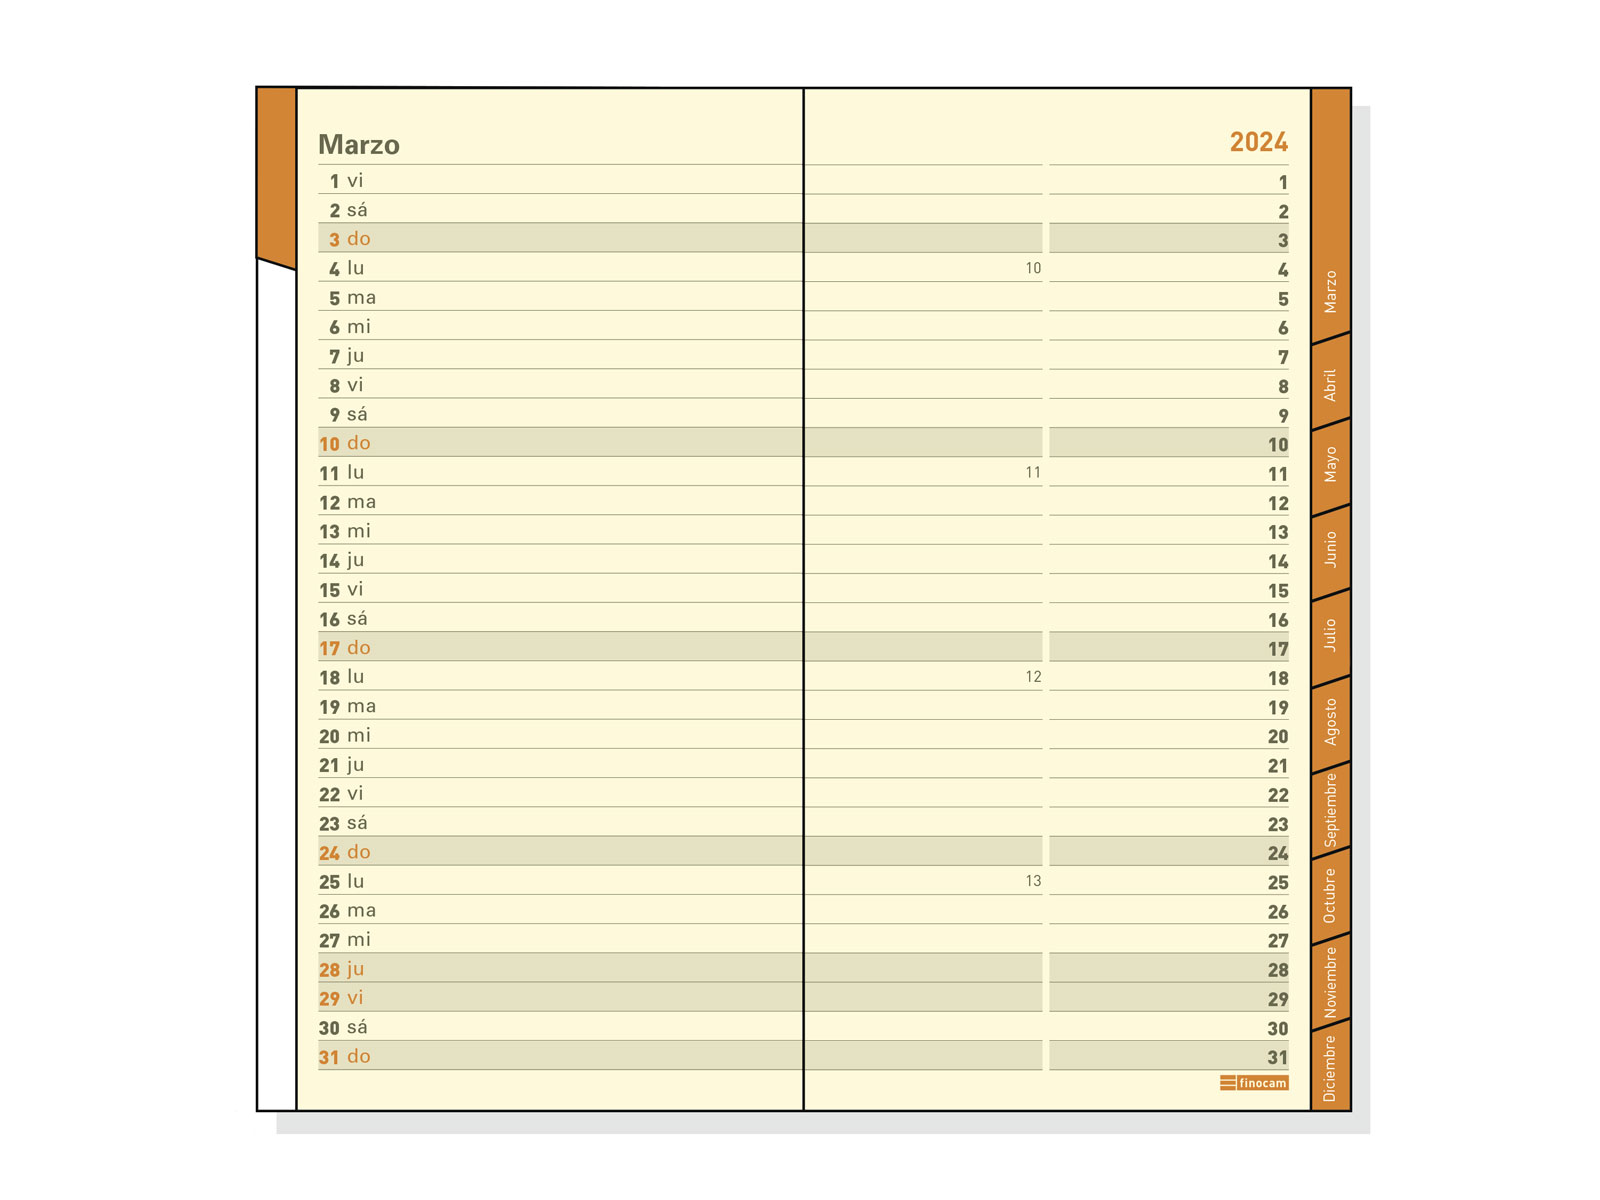 Marzo 2024
1 vi 1
2 sá 2
3 do 3
4 lu 10 4
5 ma 5
6 mi 6
7 ju 7
8 vi 8
9 sá 9
10 do 10
11 lu 11 11
12 ma 12
13 mi 13
14 ju 14
15 vi 15
16 sá 16
17 do 17
18 lu 12 18
19 ma 19
20 mi 20
21 ju 21
22 vi 22
23 sá 23
24 do 24
25 lu 13 25
26 ma 26
27 mi 27
28 ju 28
29 vi 29
30 sá 30
31 do 31
finocam
Marzo
Abril
Mayo
Junio
Julio
Agosto
Septiembre
Octubre
Noviembre
Diciembre